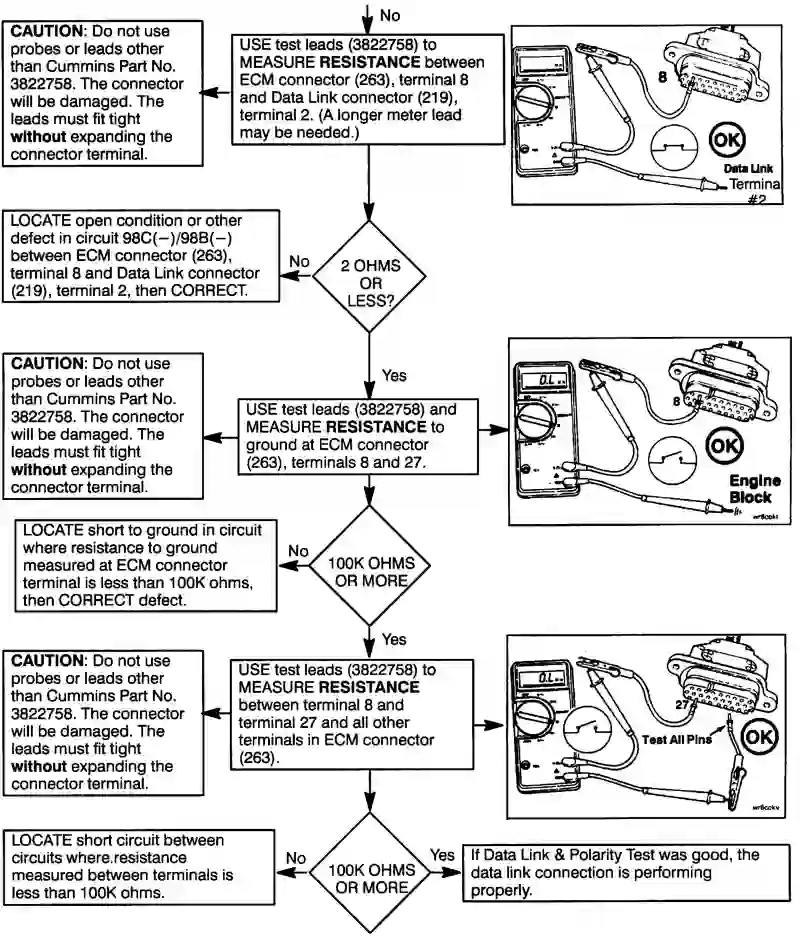 No
CAUTION: Do not use
probes or leads other
than Cummins Part No.
3822758. The connector
will be damaged. The
leads must fit tight
without expanding the
connector terminal.
USE test leads (3822758) to
MEASURE RESISTANCE between
ECM connector (263), terminal 8
and Data Link connector (219),
terminal 2. (A longer meter lead
may be needed.)
8
OK
Data Link
Termina
#2
LOCATE open condition or other
defect in circuit 98C(−)/98B(−)
between ECM connector (263),
terminal 8 and Data Link connector
(219), terminal 2, then CORRECT.
No
2 OHMS
OR
LESS?
Yes
CAUTION: Do not use
probes or leads other
than Cummins Part No.
3822758. The connector
will be damaged. The
leads must fit tight
without expanding the
connector terminal.
USE test leads (3822758) and
MEASURE RESISTANCE to
ground at ECM connector
(263), terminals 8 and 27.
O.L
8
OK
Engine
Block
LOCATE short to ground in circuit
where resistance to ground
measured at ECM connector
terminal is less than 100K ohms,
then CORRECT defect.
No
100K OHMS
OR MORE
Yes
CAUTION: Do not use
probes or leads other
than Cummins Part No.
3822758. The connector
will be damaged. The
leads must fit tight
without expanding the
connector terminal.
USE test leads (3822758) to
MEASURE RESISTANCE
between terminal 8 and
terminal 27 and all other
terminals in ECM connector
(263).
O.L
27
Test All Pins
OK
LOCATE short circuit between
circuits where.resistance
measured between terminals is
less than 100K ohms.
No
100K OHMS
OR MORE
Yes
If Data Link & Polarity Test was good, the
data link connection is performing
properly.